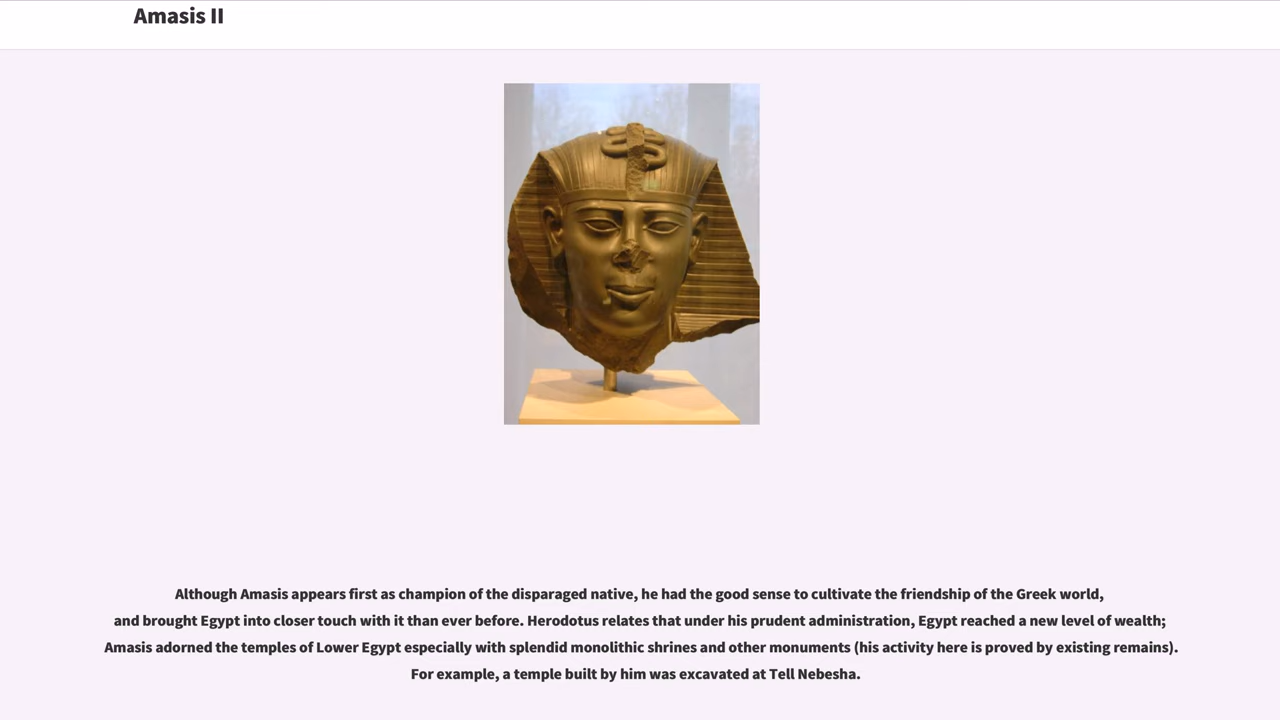 Amasis II
Although Amasis appears first as champion of the disparaged native, he had the good sense to cultivate the friendship of the Greek world,
and brought Egypt into closer touch with it than ever before. Herodotus relates that under his prudent administration, Egypt reached a new level of wealth;
Amasis adorned the temples of Lower Egypt especially with splendid monolithic shrines and other monuments (his activity here is proved by existing remains).
For example, a temple built by him was excavated at Tell Nebesha.